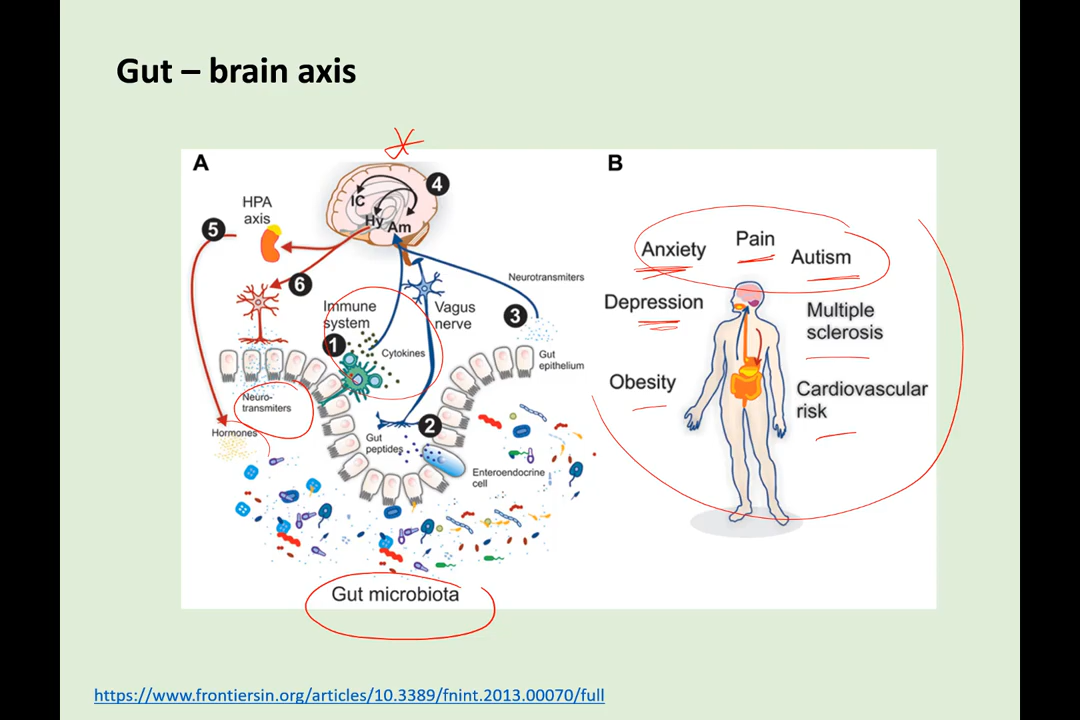 Gut – brain axis
A
HPA
axis
5
IC
Hy
Am
4
6
Immune
system
1
Cytokines
Vagus
nerve
Neurotransmiters
3
Gut
epithelium
Neuro-
transmiters
Hormones
Gut
peptides
2
Enteroendocrine
cell
Gut microbiota
B
Anxiety
Pain
Autism
Depression
Multiple
sclerosis
Obesity
Cardiovascular
risk
https://www.frontiersin.org/articles/10.3389/fnint.2013.00070/full